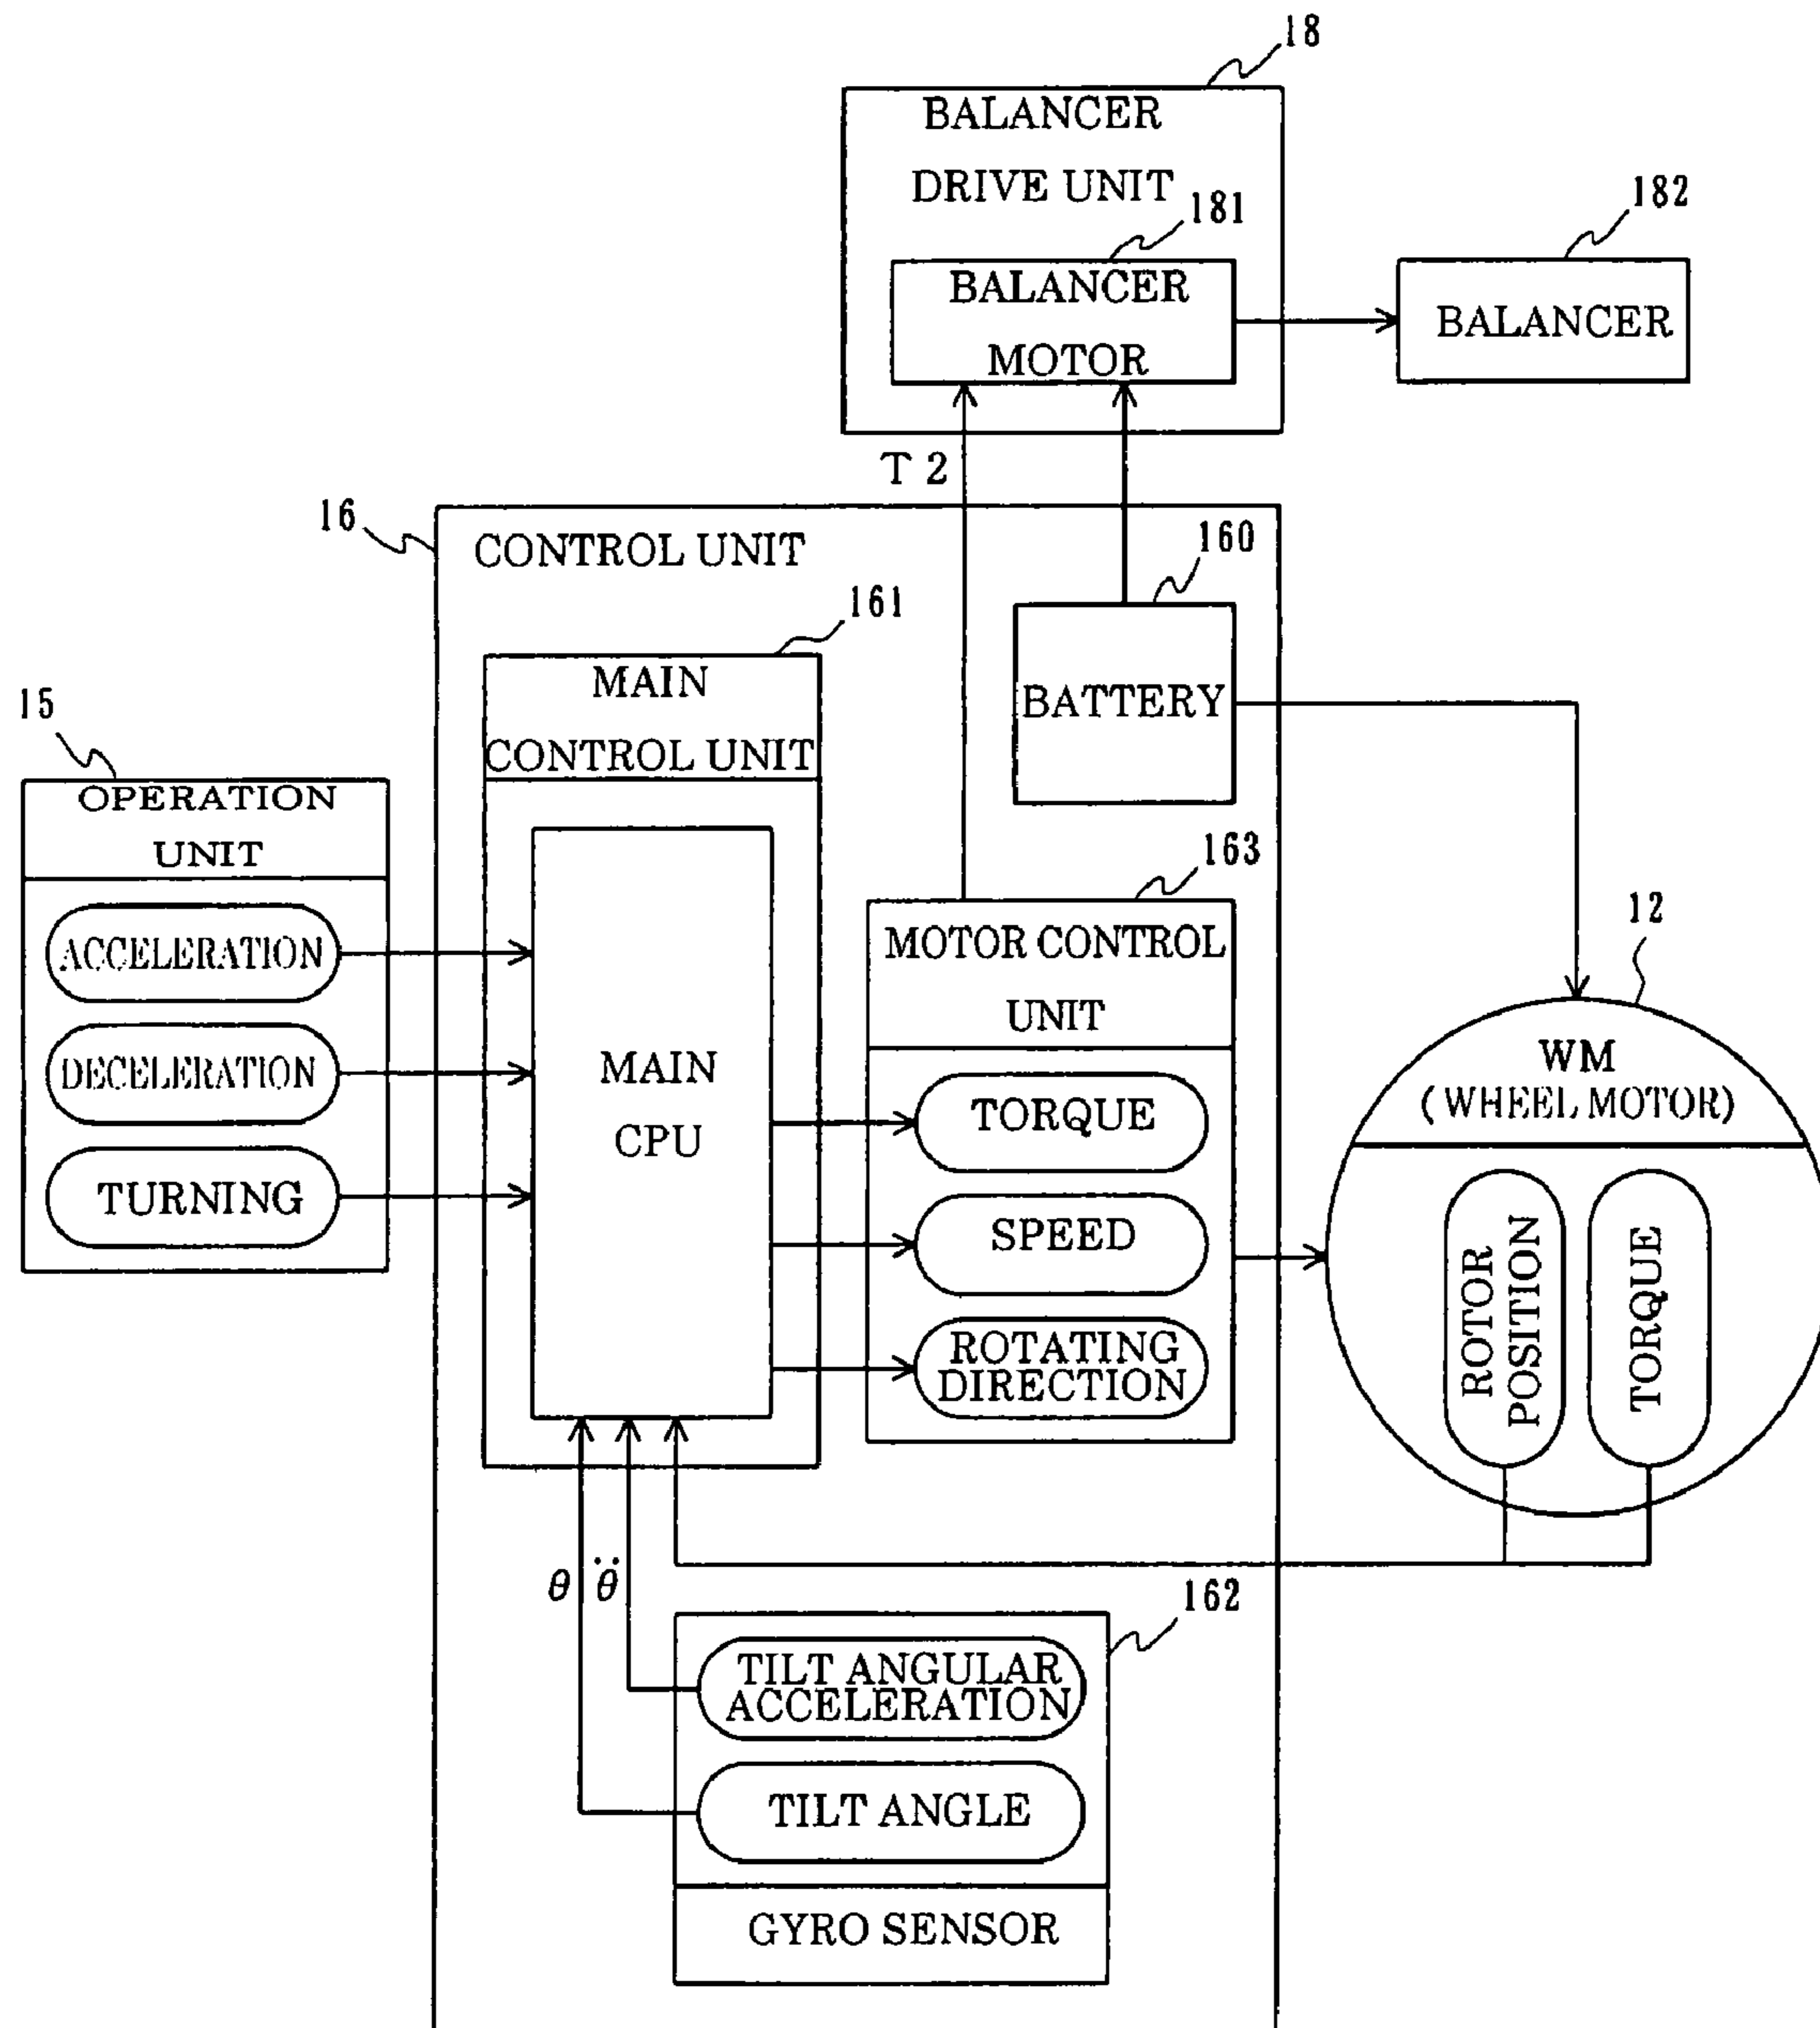 18
BALANCER
DRIVE UNIT
181
BALANCER
MOTOR
182
BALANCER
T 2
16
CONTROL UNIT
160
BATTERY
161
MAIN
CONTROL UNIT
MAIN
CPU
15
OPERATION
UNIT
ACCELERATION
DECELERATION
TURNING
163
MOTOR CONTROL
UNIT
TORQUE
SPEED
ROTATING
DIRECTION
12
WM
(WHEEL MOTOR)
ROTOR
POSITION
TORQUE
θ θ̈
162
TILT ANGULAR
ACCELERATION
TILT ANGLE
GYRO SENSOR